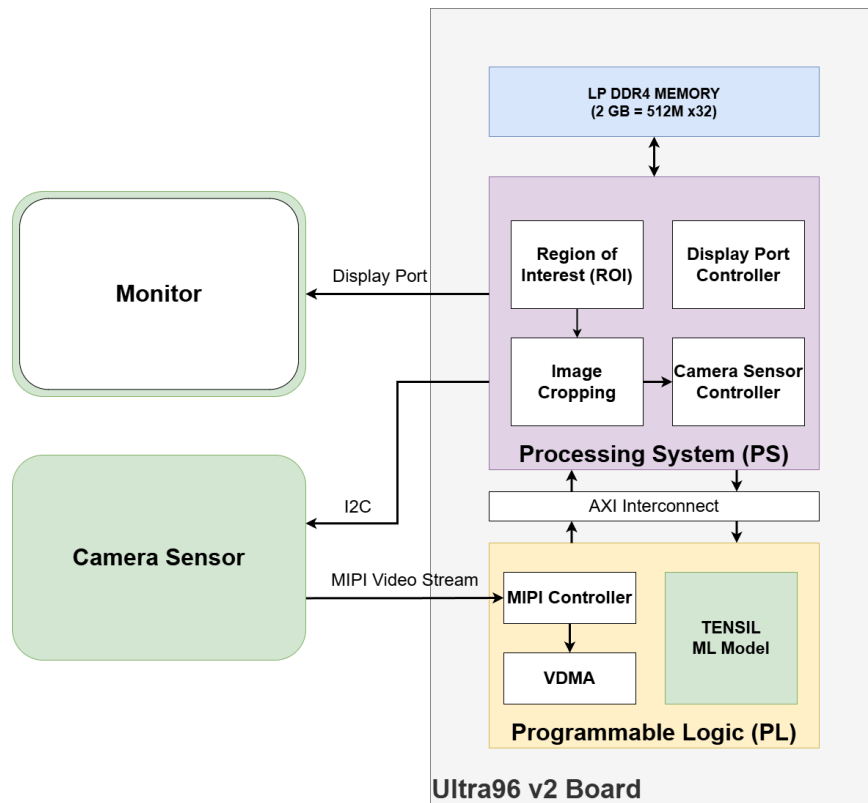 LP DDR4 MEMORY
(2 GB = 512M x32)
Region of
Interest (ROI)
Display Port
Controller
Monitor
Display Port
Image
Cropping
Camera Sensor
Controller
Processing System (PS)
I2C
AXI Interconnect
Camera Sensor
MIPI Video Stream
MIPI Controller
TENSIL
ML Model
VDMA
Programmable Logic (PL)
Ultra96 v2 Board